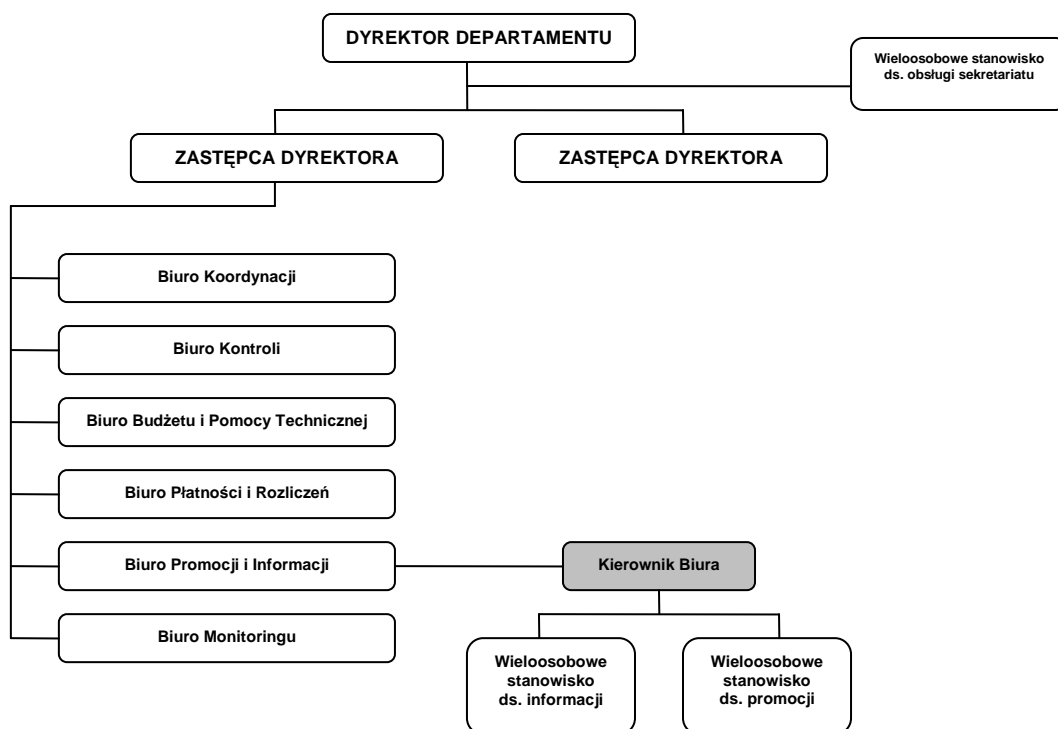 DYREKTOR DEPARTAMENTU
Wieloosobowe stanowisko
ds. obsługi sekretariatu
ZASTĘPCA DYREKTORA
ZASTĘPCA DYREKTORA
Biuro Koordynacji
Biuro Kontroli
Biuro Budżetu i Pomocy Technicznej
Biuro Płatności i Rozliczeń
Biuro Promocji i Informacji
Kierownik Biura
Biuro Monitoringu
Wieloosobowe
stanowisko
ds. informacji
Wieloosobowe
stanowisko
ds. promocji